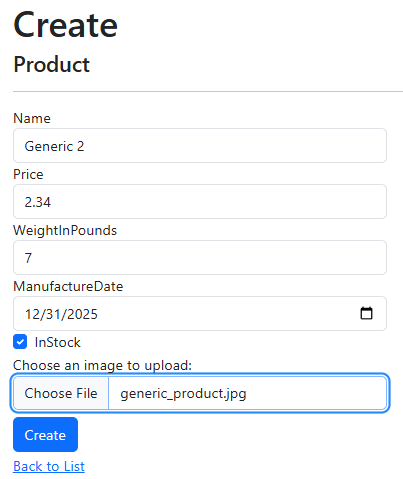 Create
Product
Name
Generic 2
Price
2.34
WeightInPounds
7
ManufactureDate
12/31/2025
InStock
Choose an image to upload:
Choose File generic_product.jpg
Create
Back to List